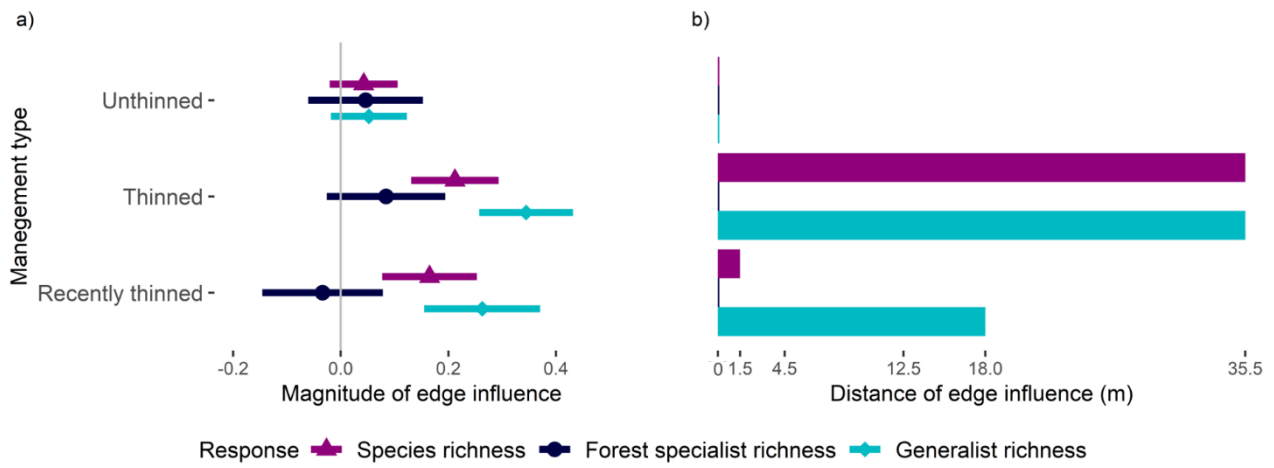 a)
Manegement type
Unthinned
Thinned
Recently thinned
-0.2 0.0 0.2 0.4
Magnitude of edge influence
b)
0 1.5 4.5 12.5 18.0 35.5
Distance of edge influence (m)
Response Species richness Forest specialist richness Generalist richness